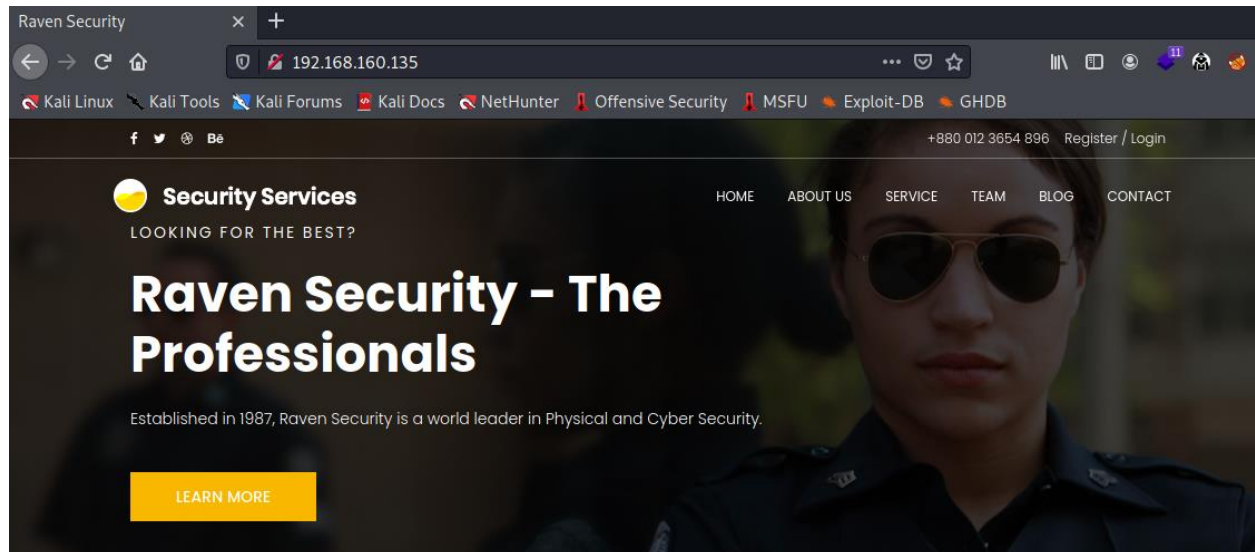 Raven Security
192.168.160.135
11
Kali Linux Kali Tools Kali Forums Kali Docs NetHunter Offensive Security MSFU Exploit-DB GHDB
Bē +880 012 3654 896 Register / Login
Security Services HOME ABOUT US SERVICE TEAM BLOG CONTACT
LOOKING FOR THE BEST?
Raven Security - The
Professionals
Established in 1987, Raven Security is a world leader in Physical and Cyber Security.
LEARN MORE